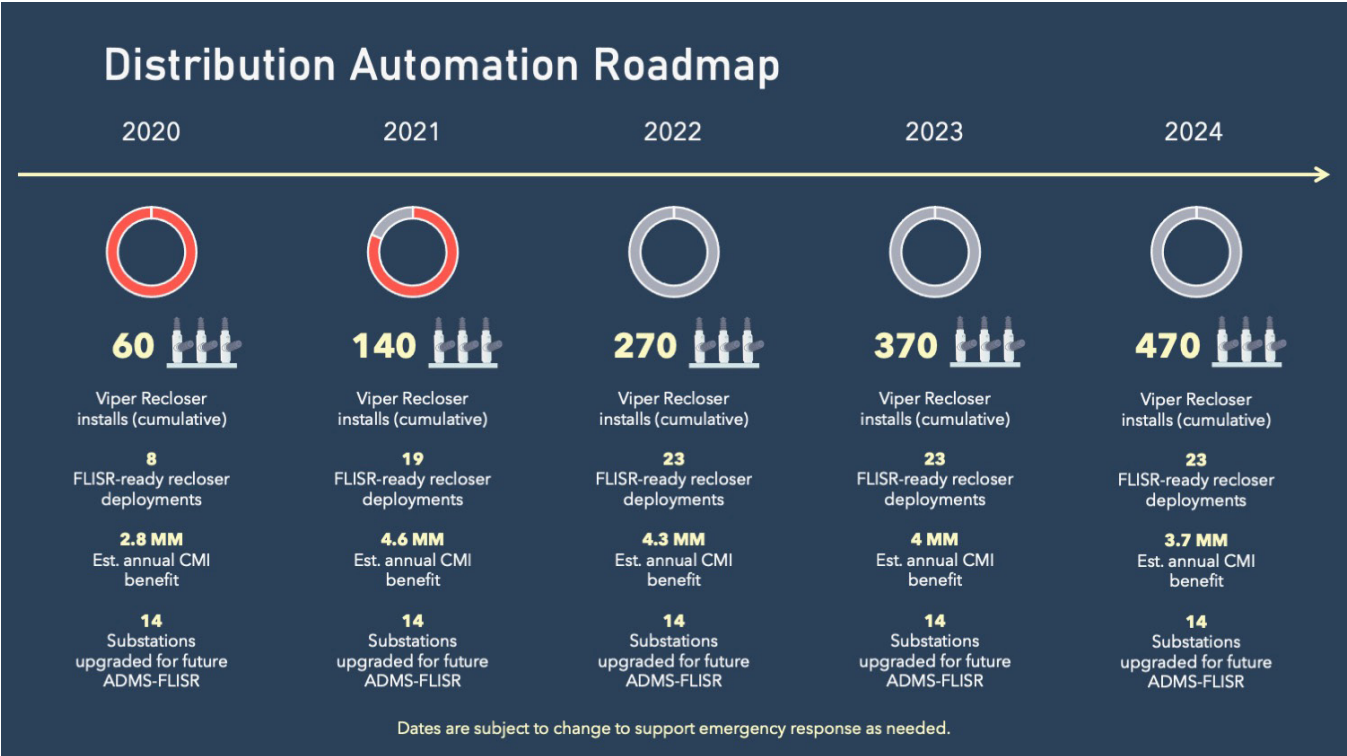 Distribution Automation Roadmap
2020
2021
2022
2023
2024
60
Viper Recloser
installs (cumulative)
8
FLISR-ready recloser
deployments
2.8 MM
Est. annual CMI
benefit
14
Substations
upgraded for future
ADMS-FLISR
140
Viper Recloser
installs (cumulative)
19
FLISR-ready recloser
deployments
4.6 MM
Est. annual CMI
benefit
14
Substations
upgraded for future
ADMS-FLISR
270
Viper Recloser
installs (cumulative)
23
FLISR-ready recloser
deployments
4.3 MM
Est. annual CMI
benefit
14
Substations
upgraded for future
ADMS-FLISR
370
Viper Recloser
installs (cumulative)
23
FLISR-ready recloser
deployments
4 MM
Est. annual CMI
benefit
14
Substations
upgraded for future
ADMS-FLISR
470
Viper Recloser
installs (cumulative)
23
FLISR-ready recloser
deployments
3.7 MM
Est. annual CMI
benefit
14
Substations
upgraded for future
ADMS-FLISR
Dates are subject to change to support emergency response as needed.